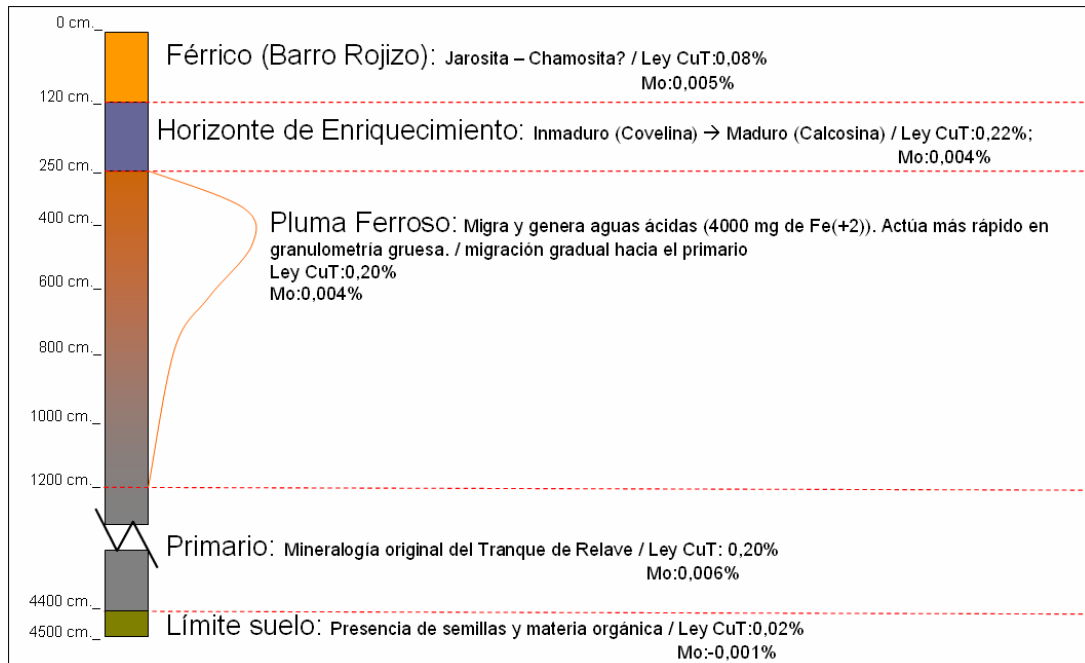 0 cm._
Férrico (Barro Rojizo): Jarosita – Chamosita? / Ley CuT:0,08%
Mo:0,005%
120 cm._
Horizonte de Enriquecimiento: Inmaduro (Covelina) → Maduro (Calcosina) / Ley CuT:0,22%;
Mo:0,004%
250 cm._
400 cm._
Pluma Ferroso: Migra y genera aguas ácidas (4000 mg de Fe(+2)). Actúa más rápido en
granulometría gruesa. / migración gradual hacia el primario
Ley CuT:0,20%
600 cm._
Mo:0,004%
800 cm._
1000 cm._
1200 cm._
Primario: Mineralogía original del Tranque de Relave / Ley CuT: 0,20%
Mo:0,006%
4400 cm._
Límite suelo: Presencia de semillas y materia orgánica / Ley CuT:0,02%
4500 cm._
Mo:-0,001%